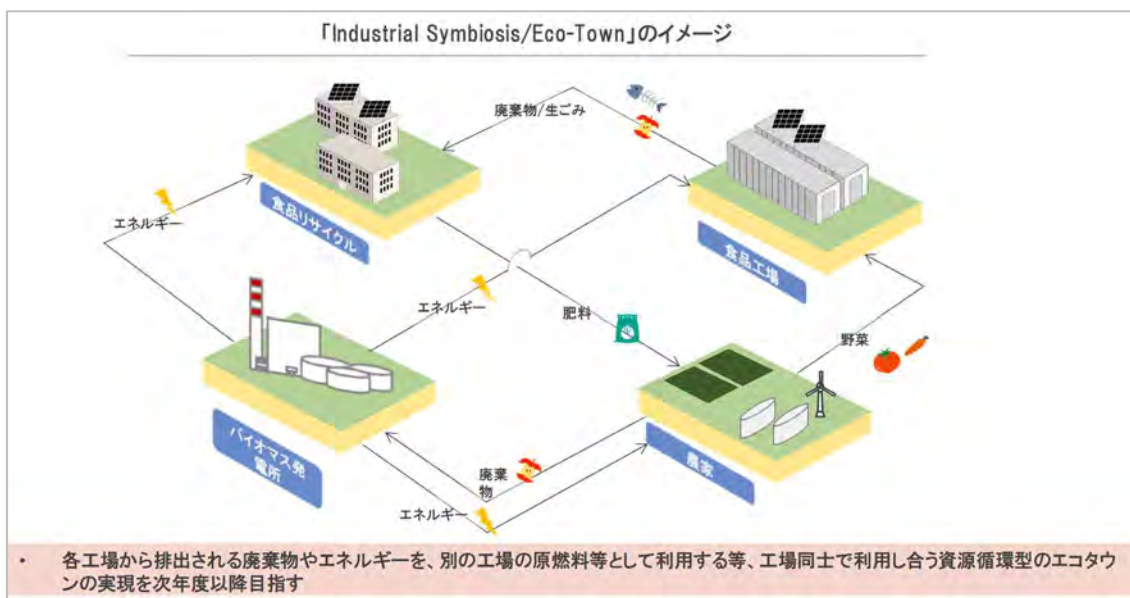 「Industrial Symbiosis/Eco-Town」のイメージ
廃棄物/生ごみ
エネルギー
食品リサイクル
食品工場
エネルギー
肥料
野菜
バイオマス発
電所
農家
廃棄
物
エネルギー
• 各工場から排出される廃棄物やエネルギーを、別の工場の原燃料等として利用する等、工場同士で利用し合う資源循環型のエコタウ
ンの実現を次年度以降目指す